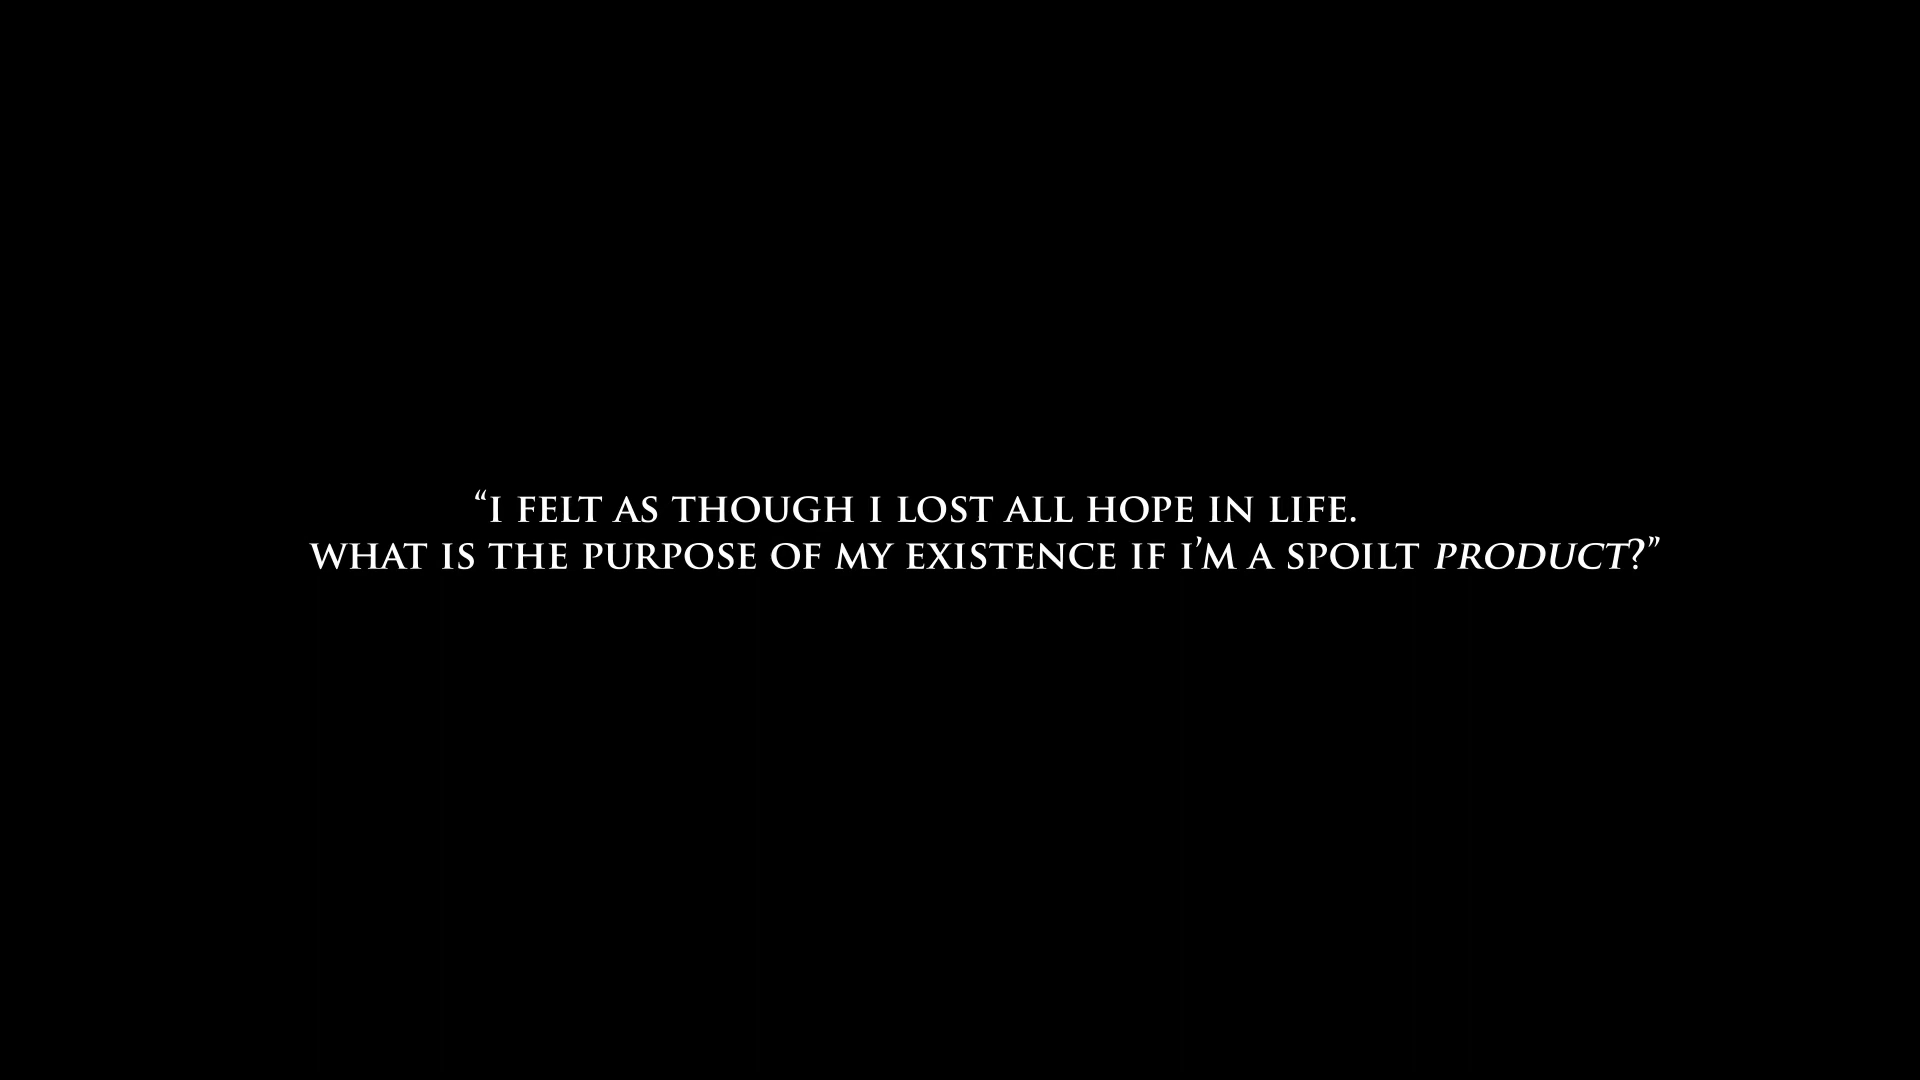 “I FELT AS THOUGH I LOST ALL HOPE IN LIFE.
WHAT IS THE PURPOSE OF MY EXISTENCE IF I’M A SPOILT PRODUCT?”